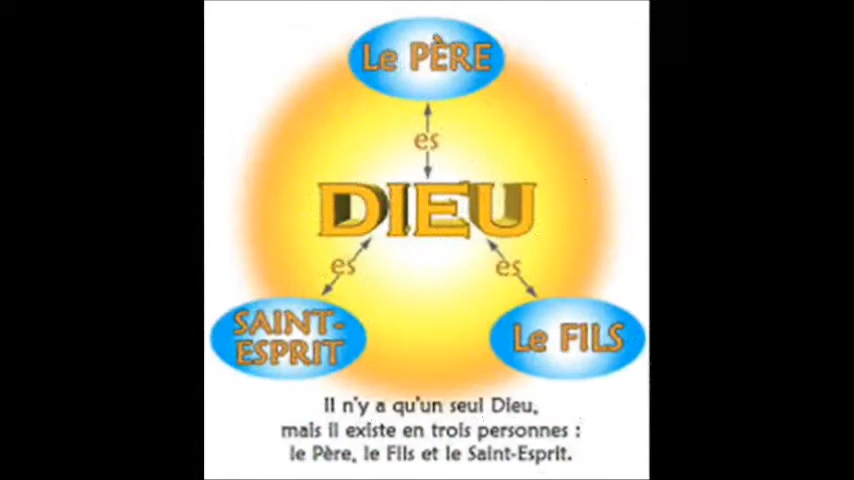 Le PÈRE
es
DIEU
es
es
SAINT-
ESPRIT
Le FILS
Il n'y a qu'un seul Dieu,
mais il existe en trois personnes :
le Père, le Fils et le Saint-Esprit.